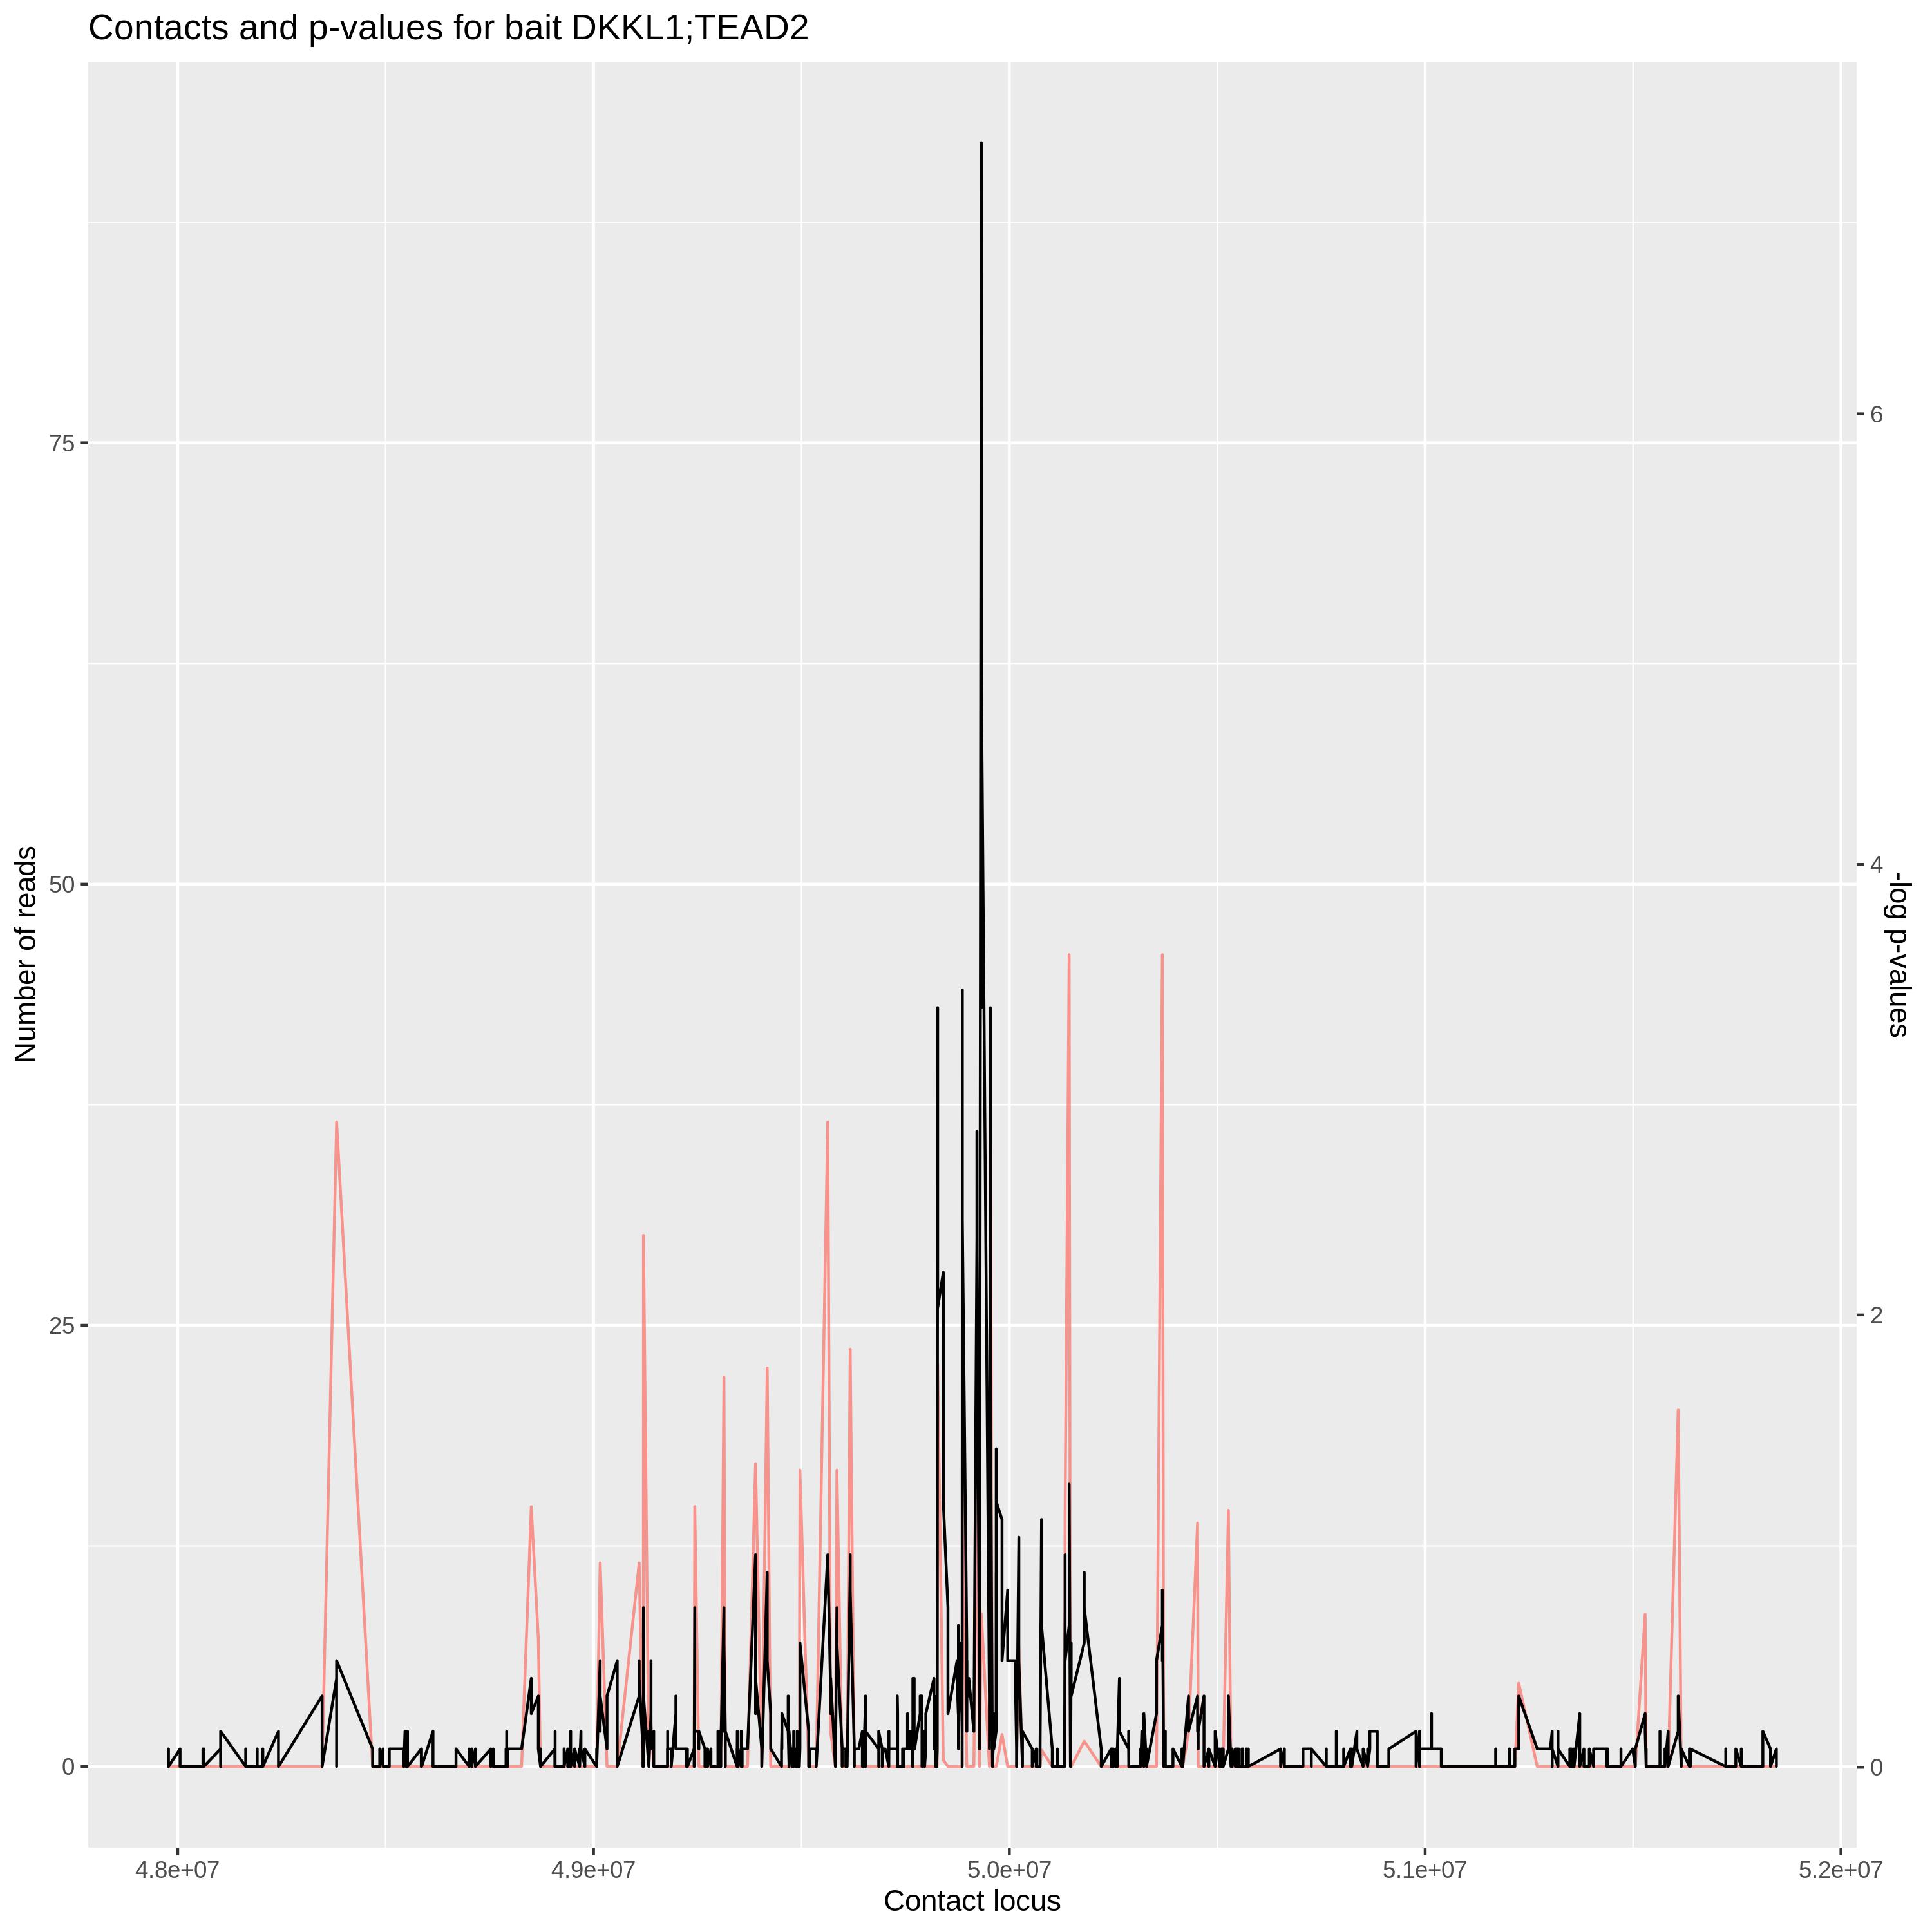 Contacts and p-values for bait DKKL1;TEAD2
75
50
25
0
Number of reads
6
4
2
0
-log p-values
4.8e+07
4.9e+07
5.0e+07
5.1e+07
5.2e+07
Contact locus